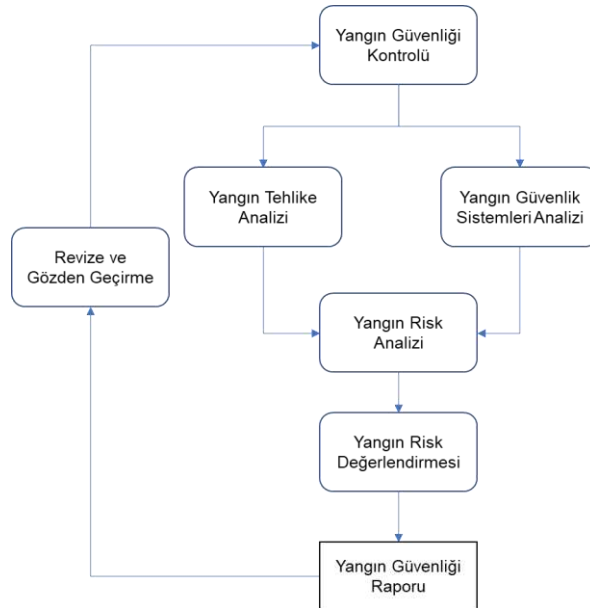 Yangın Güvenliği
Kontrolü
Yangın Tehlike
Analizi
Yangın Güvenlik
Sistemleri Analizi
Revize ve
Gözden Geçirme
Yangın Risk
Analizi
Yangın Risk
Değerlendirmesi
Yangın Güvenliği
Raporu